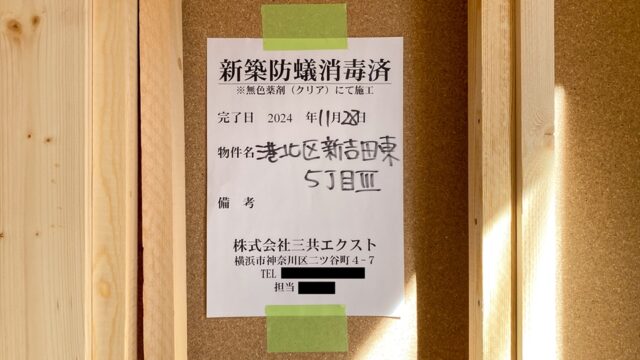 新築防蟻消毒済
※無色薬剤（クリア）にて施工
完了日 2024 年11月28日
物件名 港北区新吉田東
5丁目III
備 考
株式会社三共エクスト
横浜市神奈川区二ツ谷町4-7
TEL
担当